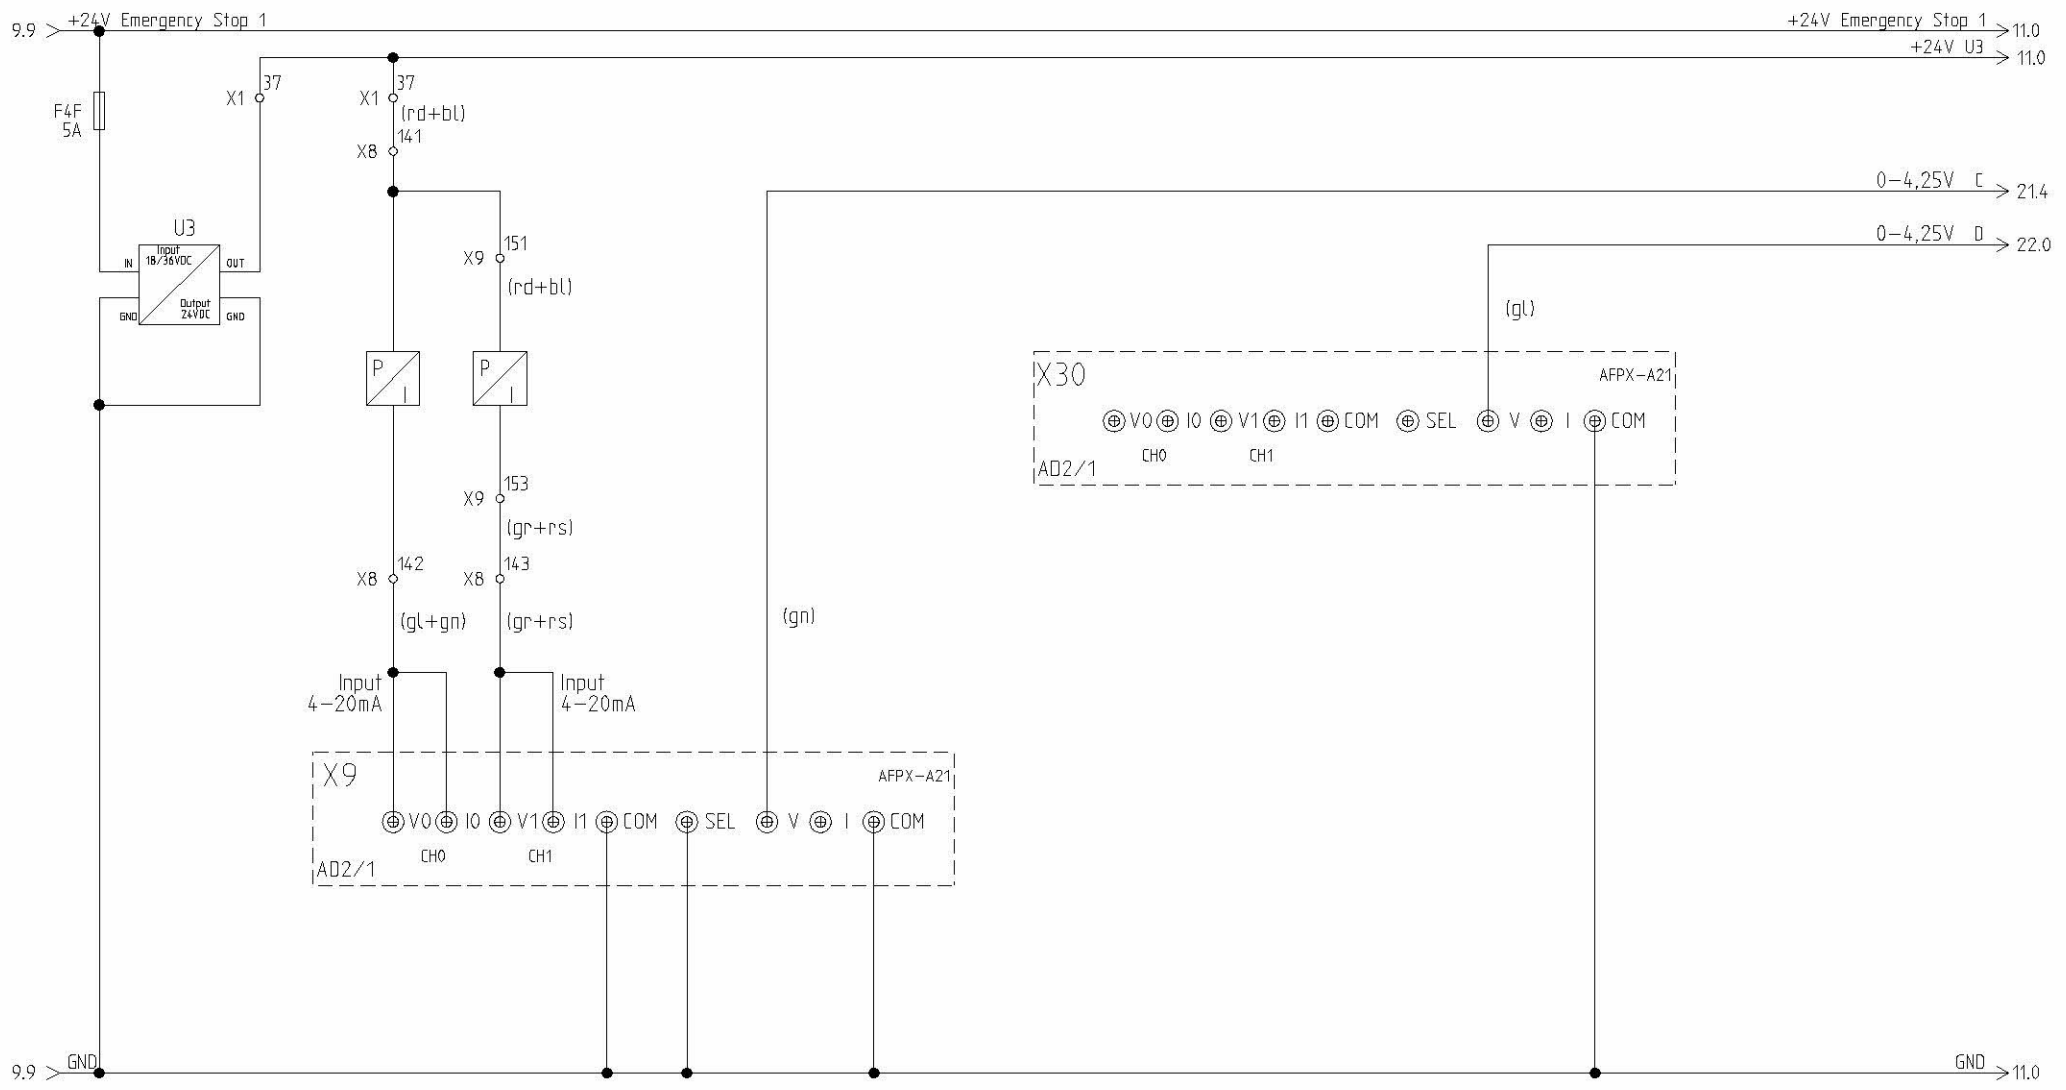 +24V Emergency Stop 1
+24V Emergency Stop 1
9.9
11.0
+24V U3
11.0
37
X1
37
X1
(rd+bl)
F4F
5A
141
X8
0-4,25V C
21.4
0-4,25V D
22.0
U3
Input
18/36VDC
IN
OUT
Output
24VDC
GND
GND
151
X9
(rd+bl)
(gl)
P
I
P
I
X30
AFPX-A21
V0
I0
V1
I1
COM
SEL
V
I
COM
CH0
CH1
AD2/1
153
X9
(gr+rs)
142
X8
143
X8
(gl+gn)
(gr+rs)
(gn)
Input
4-20mA
Input
4-20mA
X9
AFPX-A21
V0
I0
V1
I1
COM
SEL
V
I
COM
CH0
CH1
AD2/1
GND
GND
9.9
11.0